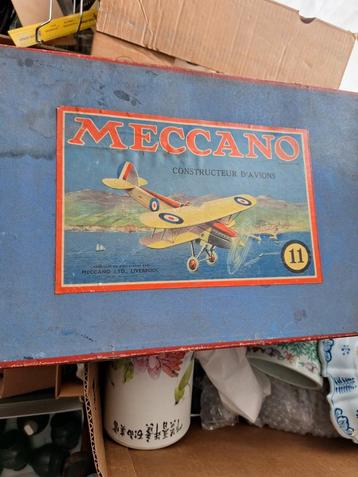 MECCANO
CONSTRUCTEUR D'AVIONS
MECCANO LTD., LIVERPOOL
11